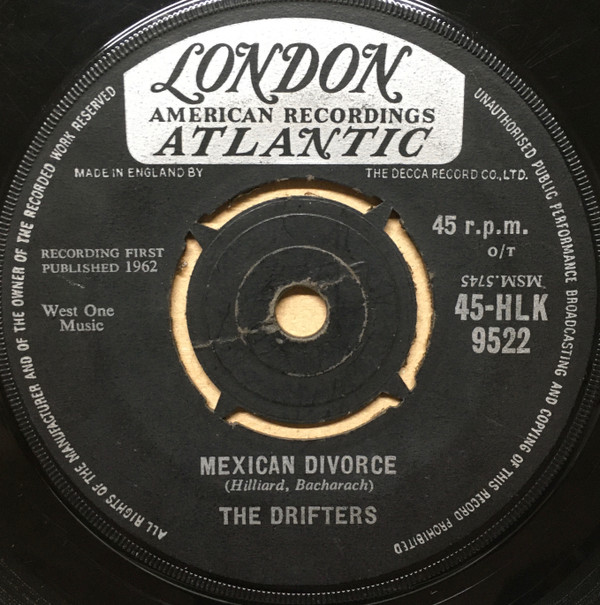 LONDON
AMERICAN RECORDINGS
ATLANTIC
MADE IN ENGLAND BY
THE DECCA RECORD CO., LTD.
ALL RIGHTS OF THE MANUFACTURER AND OF THE OWNER OF THE RECORDED WORK RESERVED
UNAUTHORISED PUBLIC PERFORMANCE BROADCASTING AND COPYING OF THIS RECORD PROHIBITED
45 r.p.m.
O/T
RECORDING FIRST
PUBLISHED 1962
MSM.5745
45-HLK
9522
West One
Music
MEXICAN DIVORCE
(Hilliard, Bacharach)
THE DRIFTERS